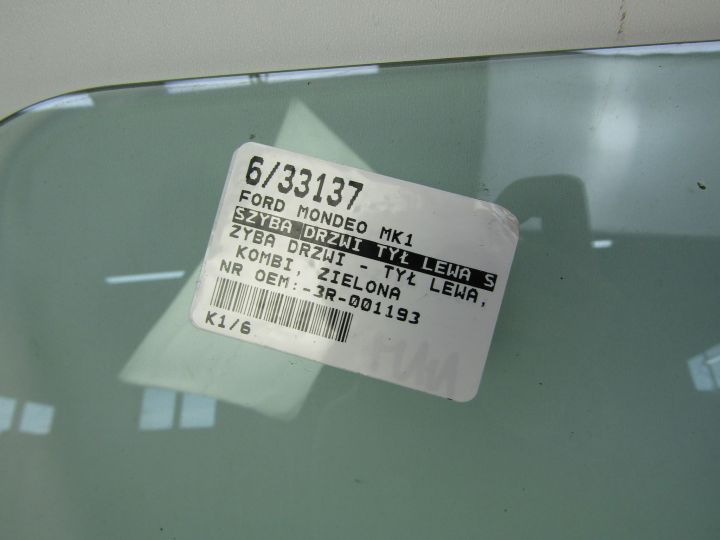 6/33137
FORD MONDEO MK1
SZYBA DRZWI TYŁ LEWA S
ZYBA DRZWI - TYŁ LEWA,
KOMBI, ZIELONA
NR OEM:-3R-001193
K1/6